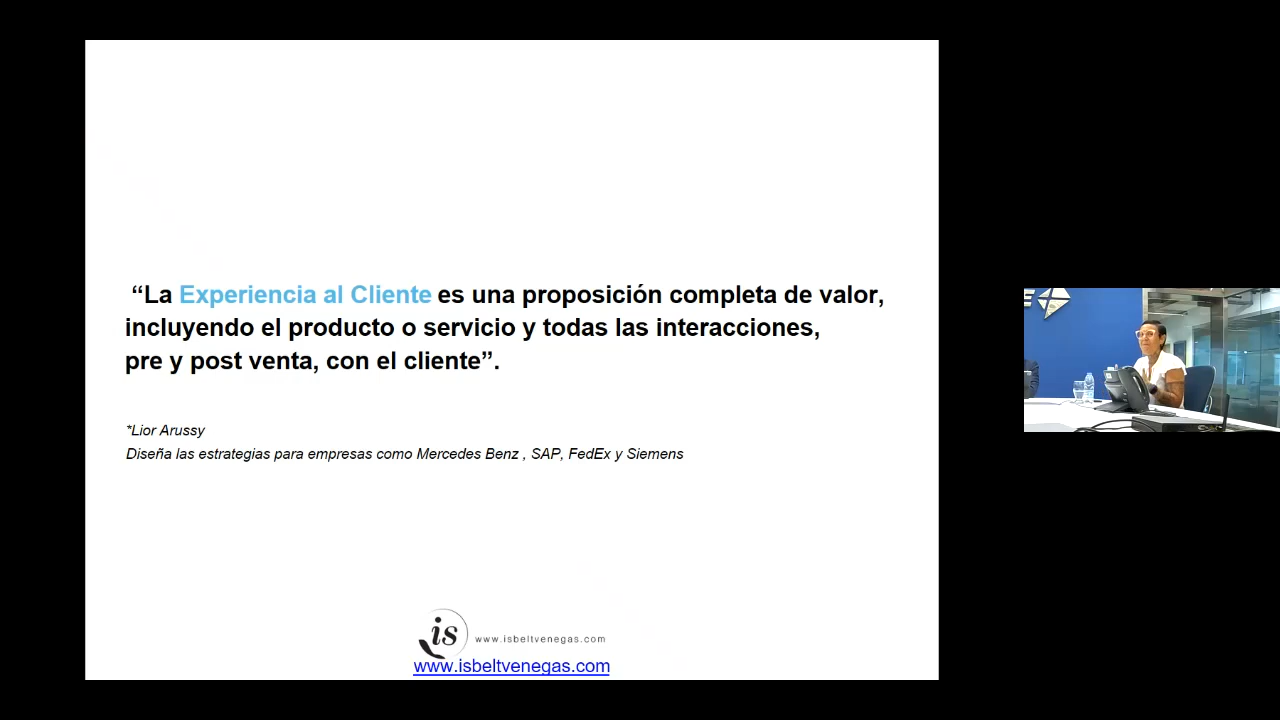 “La Experiencia al Cliente es una proposición completa de valor,
incluyendo el producto o servicio y todas las interacciones,
pre y post venta, con el cliente”.
*Lior Arussy
Diseña las estrategias para empresas como Mercedes Benz , SAP, FedEx y Siemens
is
www.isbeltvenegas.com
www.isbeltvenegas.com